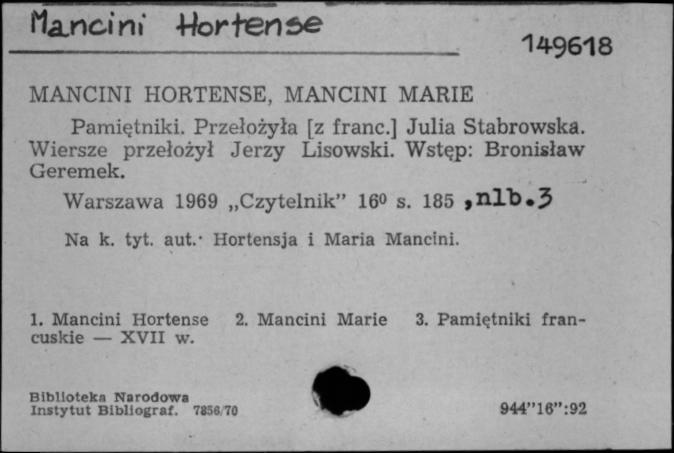 Mancini Hortense
149618
MANCINI HORTENSE, MANCINI MARIE
Pamiętniki. Przełożyła [z franc.] Julia Stabrowska.
Wiersze przełożył Jerzy Lisowski. Wstęp: Bronisław
Geremek.
Warszawa 1969 „Czytelnik” 16⁰ s. 185 , nlb. 3
Na k. tyt. aut.· Hortensja i Maria Mancini.
1. Mancini Hortense 2. Mancini Marie 3. Pamiętniki fran-
cuskie — XVII w.
Biblioteka Narodowa
Instytut Bibliograf. 7856/70
944”16”:92